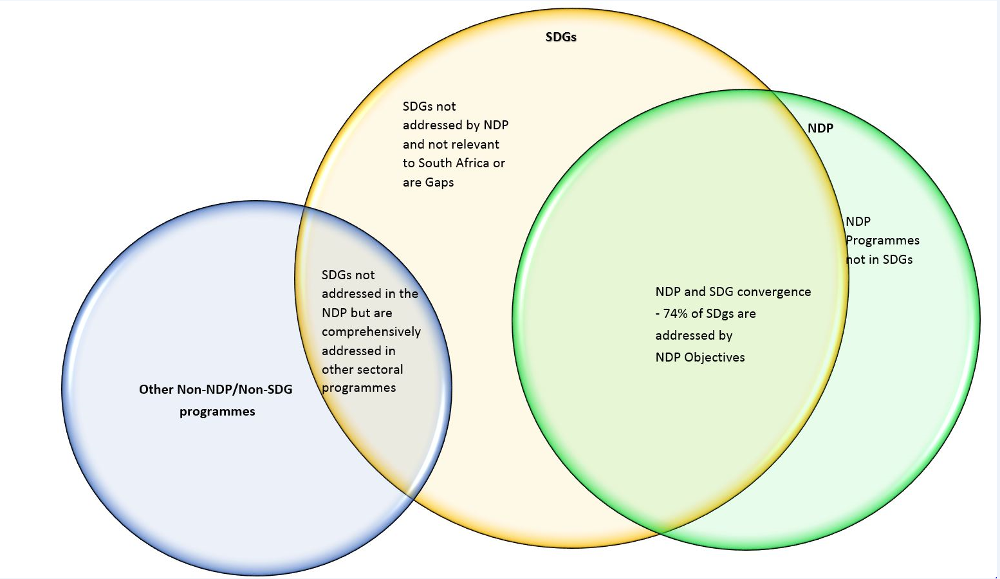 SDGs
SDGs not
addressed by NDP
and not relevant
to South Africa or
are Gaps
NDP
NDP
Programmes
not in SDGs
SDGs not
addressed in the
NDP but are
comprehensively
addressed in
other sectoral
programmes
NDP and SDG convergence
- 74% of SDgs are
addressed by
NDP Objectives
Other Non-NDP/Non-SDG
programmes